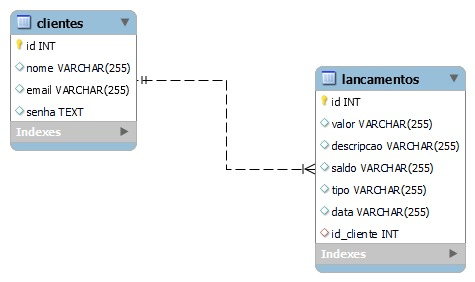 clientes
id INT
nome VARCHAR(255)
email VARCHAR(255)
senha TEXT
Indexes
lancamentos
id INT
valor VARCHAR(255)
descripcao VARCHAR(255)
saldo VARCHAR(255)
tipo VARCHAR(255)
data VARCHAR(255)
id_cliente INT
Indexes